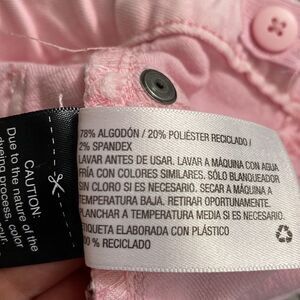 78% ALGODÓN / 20% POLIÉSTER RECICLADO /
2% SPANDEX
LAVAR ANTES DE USAR. LAVAR A MÁQUINA CON AGUA
FRÍA CON COLORES SIMILARES. SÓLO BLANQUEADOR
SIN CLORO SI ES NECESARIO. SECAR A MÁQUINA A
TEMPERATURA BAJA. RETIRAR OPORTUNAMENTE.
PLANCHAR A TEMPERATURA MEDIA SI ES NECESARIO.
ETIQUETA ELABORADA CON PLÁSTICO
100 % RECICLADO
CAUTION:
Due to the nature of the
dyeing process, color